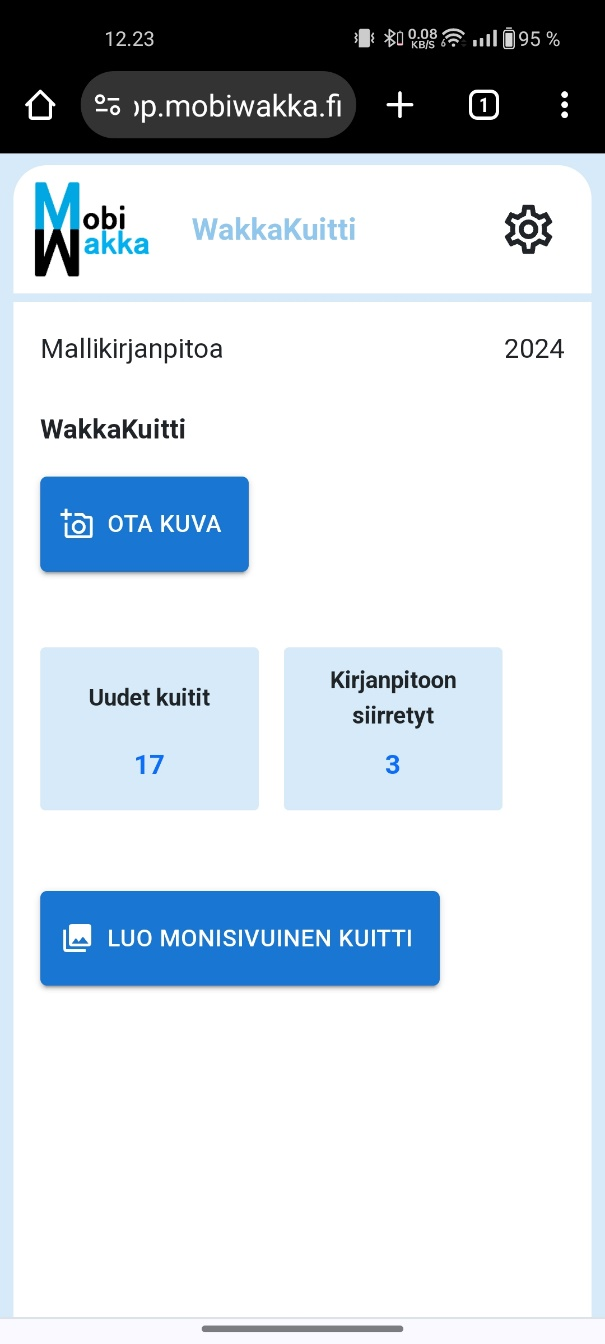 12.23
0.08
KB/S
95 %
op.mobiwakka.fi
1
Mobi
Wakka
WakkaKuitti
Mallikirjanpitoa
2024
WakkaKuitti
OTA KUVA
Uudet kuitit
17
Kirjanpitoon
siirretyt
3
LUO MONISIVUINEN KUITTI